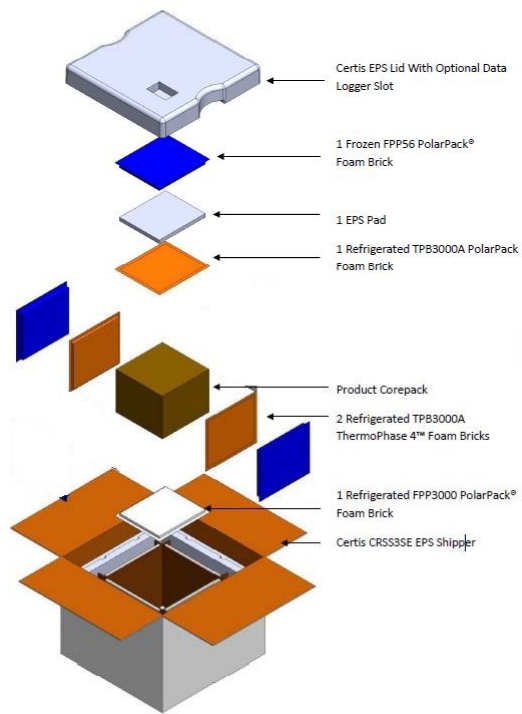 Certis EPS Lid With Optional Data
Logger Slot
1 Frozen FPP56 PolarPack®
Foam Brick
1 EPS Pad
1 Refrigerated TPB3000A PolarPack
Foam Brick
Product Corepack
2 Refrigerated TPB3000A
ThermoPhase 4™ Foam Bricks
1 Refrigerated FPP3000 PolarPack®
Foam Brick
Certis CRSS3SE EPS Shipper